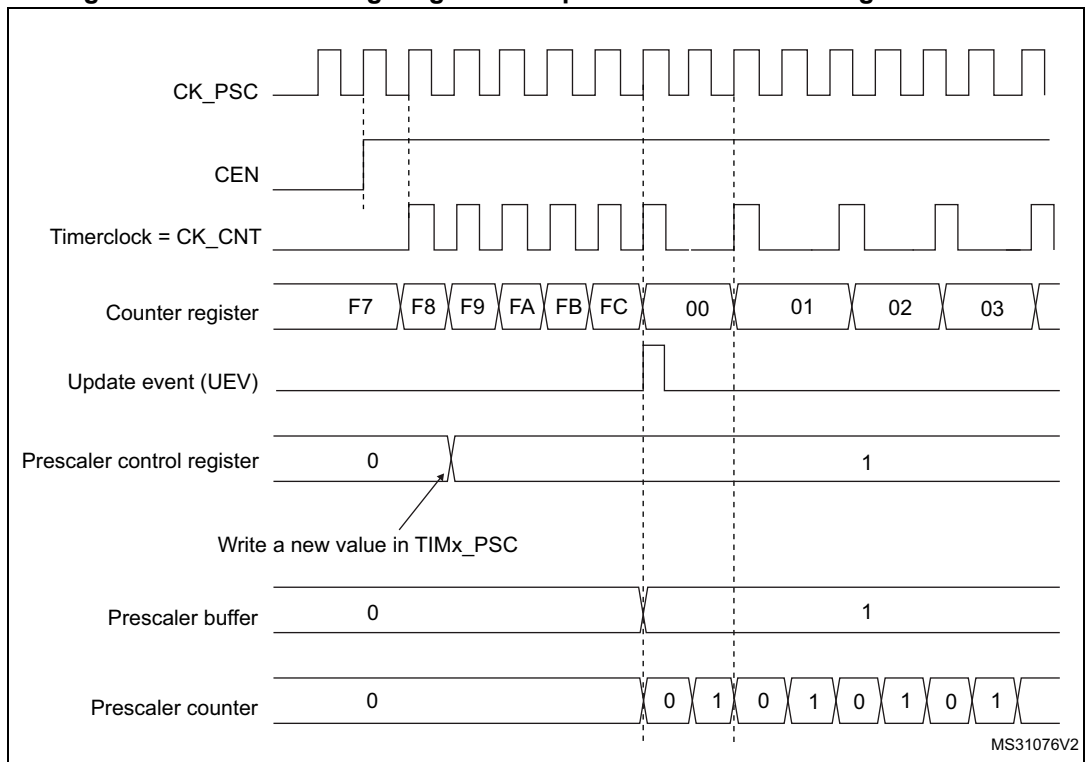 CK_PSC
CEN
Timerclock = CK_CNT
Counter register F7 F8 F9 FA FB FC 00 01 02 03
Update event (UEV)
Prescaler control register 0 1
Write a new value in TIMx_PSC
Prescaler buffer 0 1
Prescaler counter 0 0 1 0 1 0 1 0 1
MS31076V2